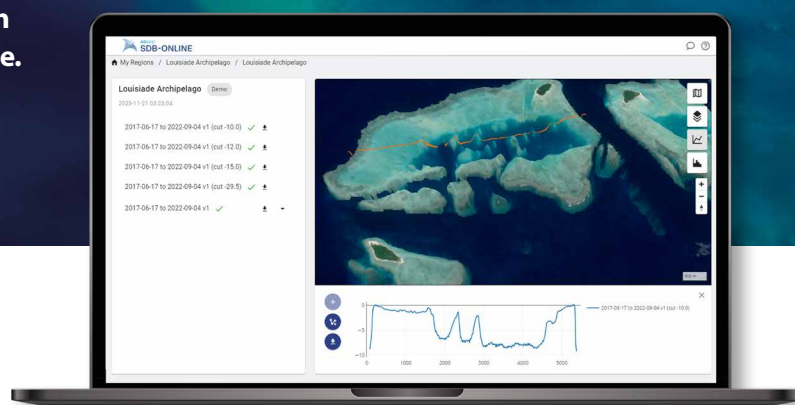 n
e.
EOMAP
SDB-ONLINE
My Regions / Louisiade Archipelago / Louisiade Archipelago
Louisiade Archipelago Demo
2023-11-21 03:23:04
2017-06-17 to 2022-09-04 v1 (cut -10.0)
2017-06-17 to 2022-09-04 v1 (cut -12.0)
2017-06-17 to 2022-09-04 v1 (cut -15.0)
2017-06-17 to 2022-09-04 v1 (cut -29.5)
2017-06-17 to 2022-09-04 v1
2017-06-17 to 2022-09-04 v1 (cut -10.0)
0
−5
−10
0 1000 2000 3000 4000 5000